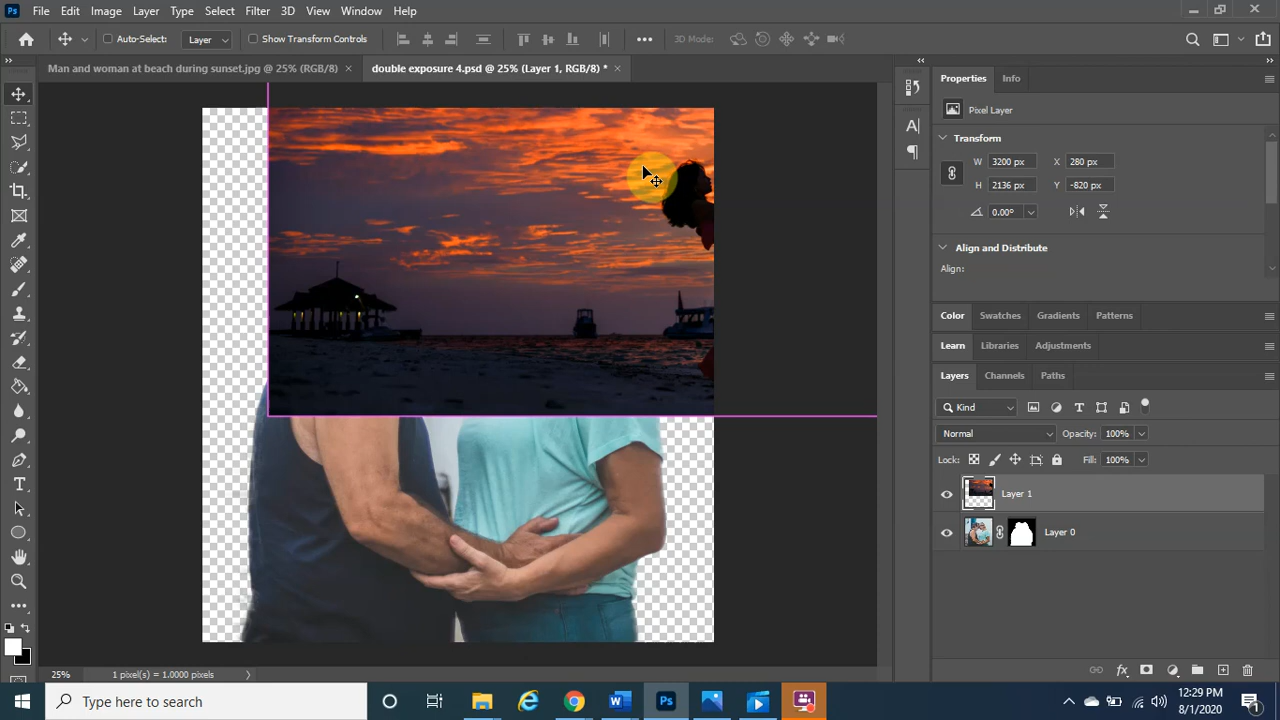 Ps File Edit Image Layer Type Select Filter 3D View Window Help
Auto-Select: Layer Show Transform Controls 3D Mode:
Man and woman at beach during sunset.jpg @ 25% (RGB/8) × double exposure 4.psd @ 25% (Layer 1, RGB/8) * ×
Properties Info
Pixel Layer
Transform
W 3200 px X 280 px
H 2136 px Y -820 px
0.00°
Align and Distribute
Align:
Color Swatches Gradients Patterns
Learn Libraries Adjustments
Layers Channels Paths
Kind
Normal Opacity: 100%
Lock: Fill: 100%
Layer 1
Layer 0
25% 1 pixel(s) = 1.0000 pixels
Type here to search
Ps
12:29 PM
8/1/2020
1